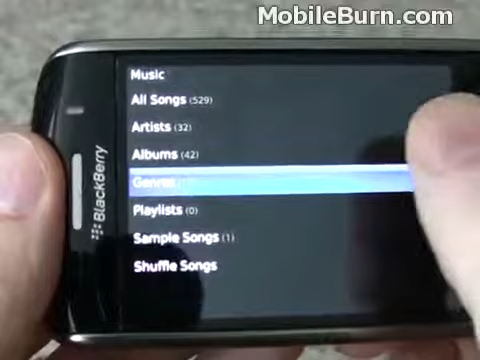 MobileBurn.com
Music
All Songs (529)
Artists (32)
Albums (42)
Genres
Playlists (0)
Sample Songs (1)
Shuffle Songs
BlackBerry